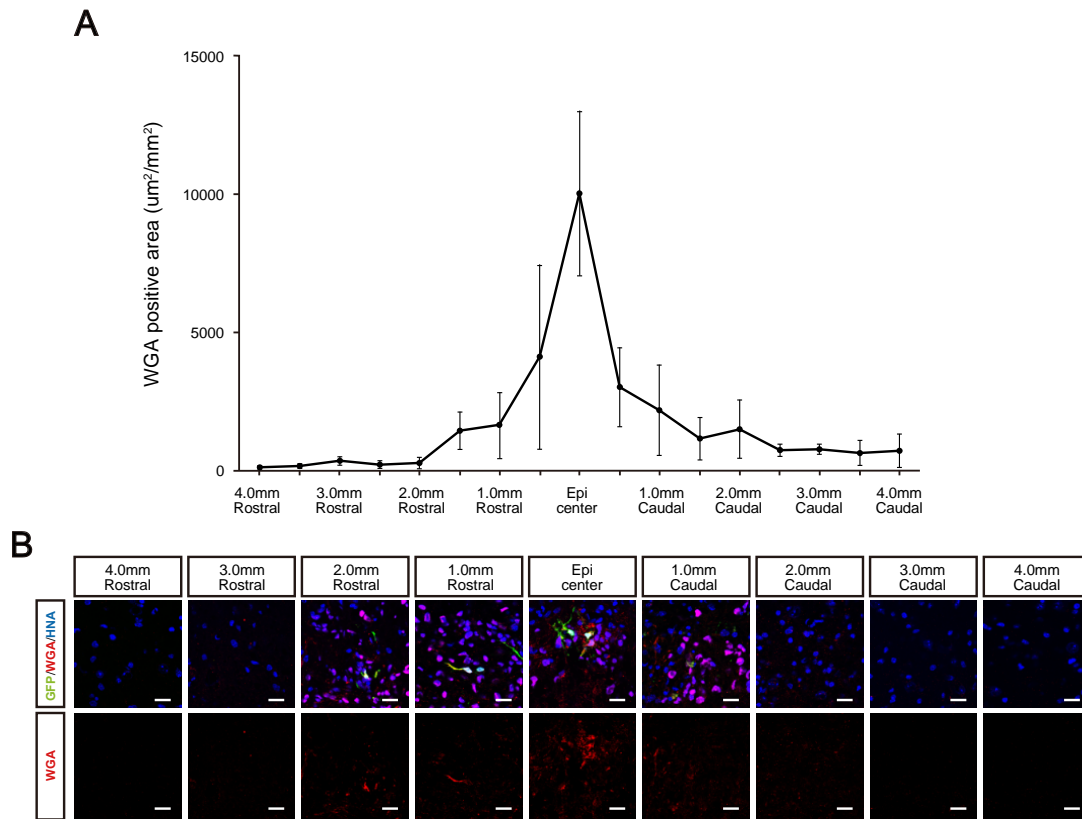 A
WGA positive area (um²/mm²)
15000
10000
5000
0
4.0mm
Rostral
3.0mm
Rostral
2.0mm
Rostral
1.0mm
Rostral
Epi
center
1.0mm
Caudal
2.0mm
Caudal
3.0mm
Caudal
4.0mm
Caudal
B
4.0mm
Rostral
3.0mm
Rostral
2.0mm
Rostral
1.0mm
Rostral
Epi
center
1.0mm
Caudal
2.0mm
Caudal
3.0mm
Caudal
4.0mm
Caudal
GFP/WGA/HNA
WGA